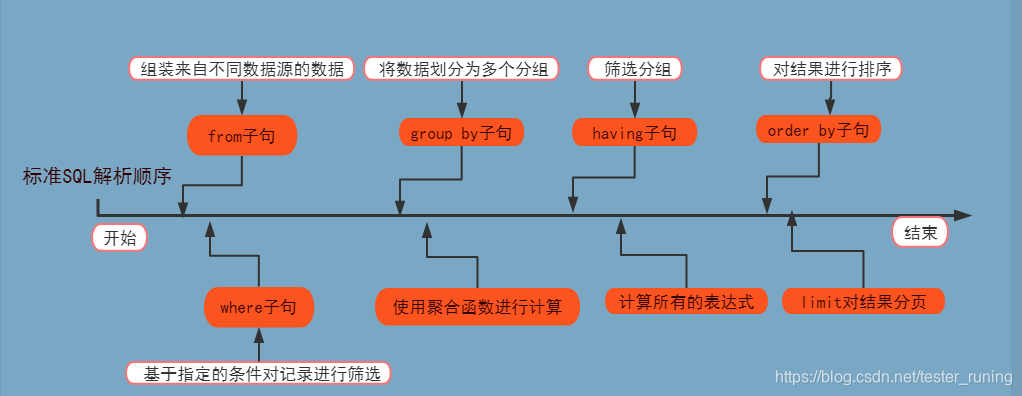 组装来自不同数据源的数据
将数据划分为多个分组
筛选分组
对结果进行排序
from子句
group by子句
having子句
order by子句
标准SQL解析顺序
开始
结束
where子句
使用聚合函数进行计算
计算所有的表达式
limit对结果分页
基于指定的条件对记录进行筛选
https://blog.csdn.net/tester_runing